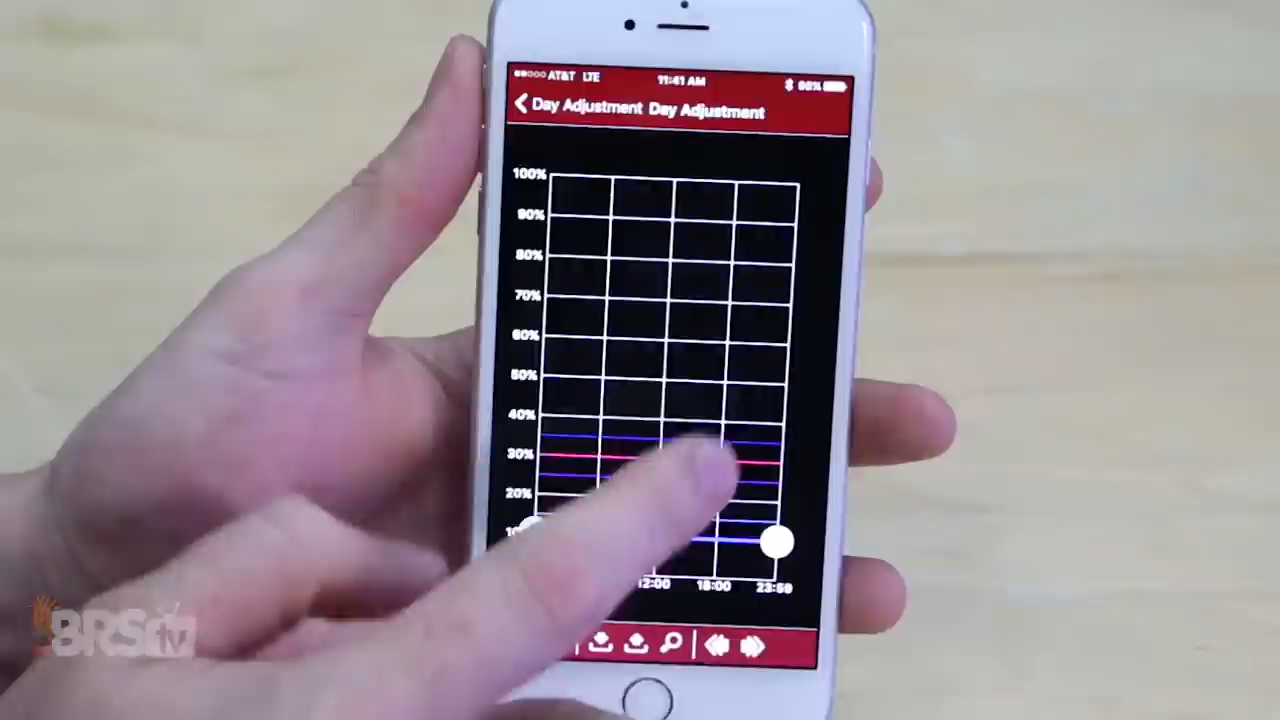 AT&T LTE 11:41 AM
Day Adjustment Day Adjustment
100%
90%
80%
70%
60%
50%
40%
30%
20%
12:00 18:00 23:59
BRStv